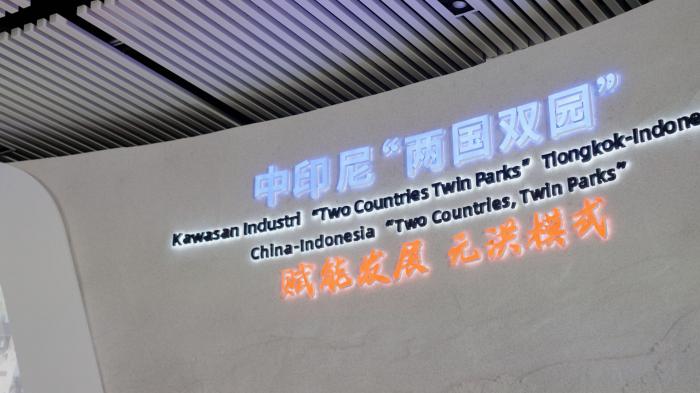 中印尼“两国双园”
Kawasan Industri “Two Countries Twin Parks” Tiongkok-Indone
China-Indonesia “Two Countries, Twin Parks”
赋能发展 元洪模式